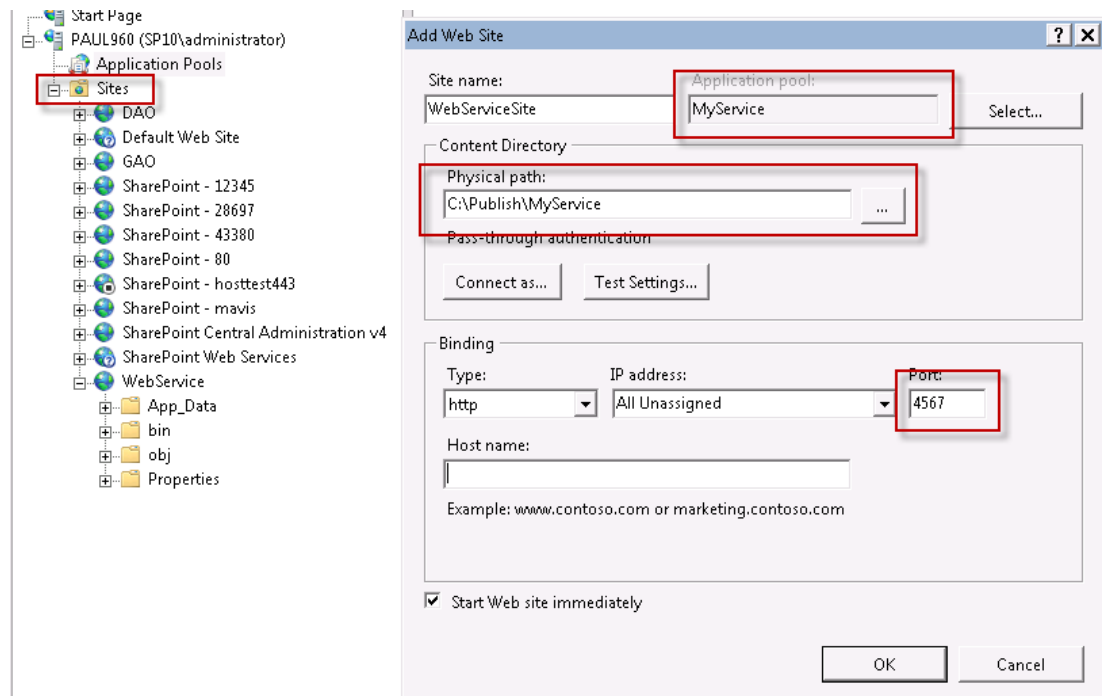 Start Page
PAUL960 (SP10\administrator)
Application Pools
Sites
DAO
Default Web Site
GAO
SharePoint - 12345
SharePoint - 28697
SharePoint - 43380
SharePoint - 80
SharePoint - hosttest443
SharePoint - mavis
SharePoint Central Administration v4
SharePoint Web Services
WebService
App_Data
bin
obj
Properties
Add Web Site
Site name:
Application pool:
WebServiceSite
MyService
Select...
Content Directory
Physical path:
C:\Publish\MyService
...
Pass-through authentication
Connect as...
Test Settings...
Binding
Type:
IP address:
Port:
http
All Unassigned
4567
Host name:
Example: www.contoso.com or marketing.contoso.com
Start Web site immediately
OK
Cancel